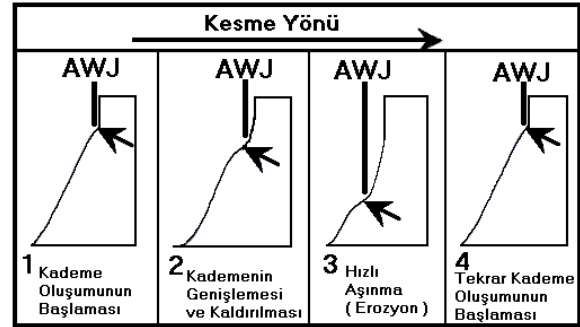 Kesme Yönü
AWJ
AWJ
AWJ
AWJ
1 Kademe
Oluşumunun
Başlaması
2 Kademenin
Genişlemesi
ve Kaldırılması
3 Hızlı
Aşınma
( Erozyon )
4
Tekrar Kademe
Oluşumunun
Başlaması